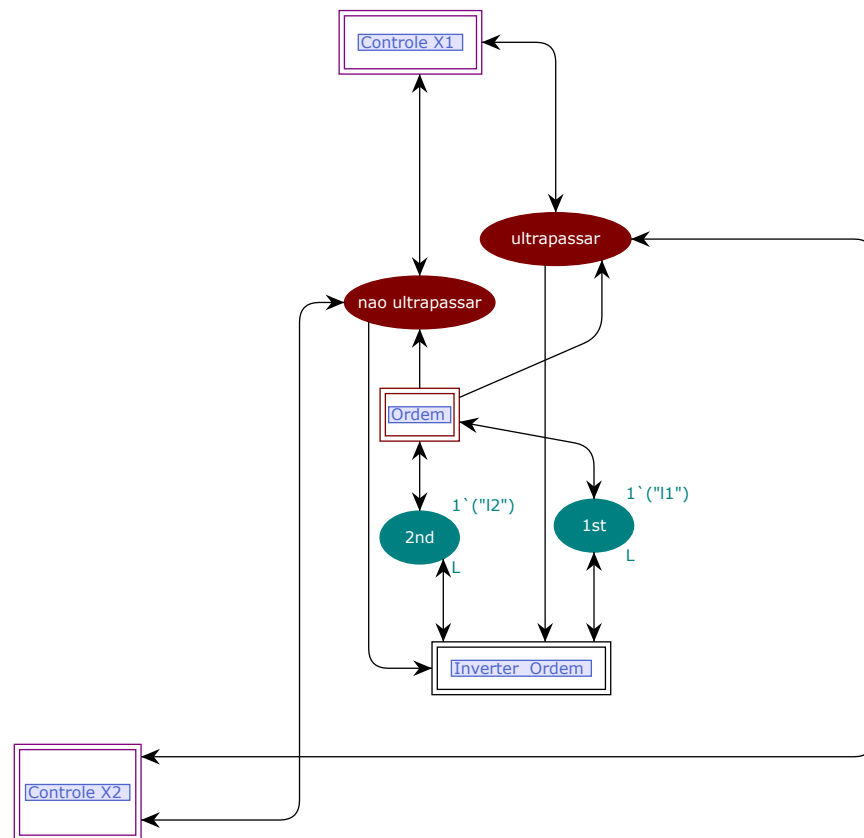 Controle X1
ultrapassar
nao ultrapassar
Ordem
1`("l2")
1`("l1")
2nd
1st
L
L
Inverter Ordem
Controle X2